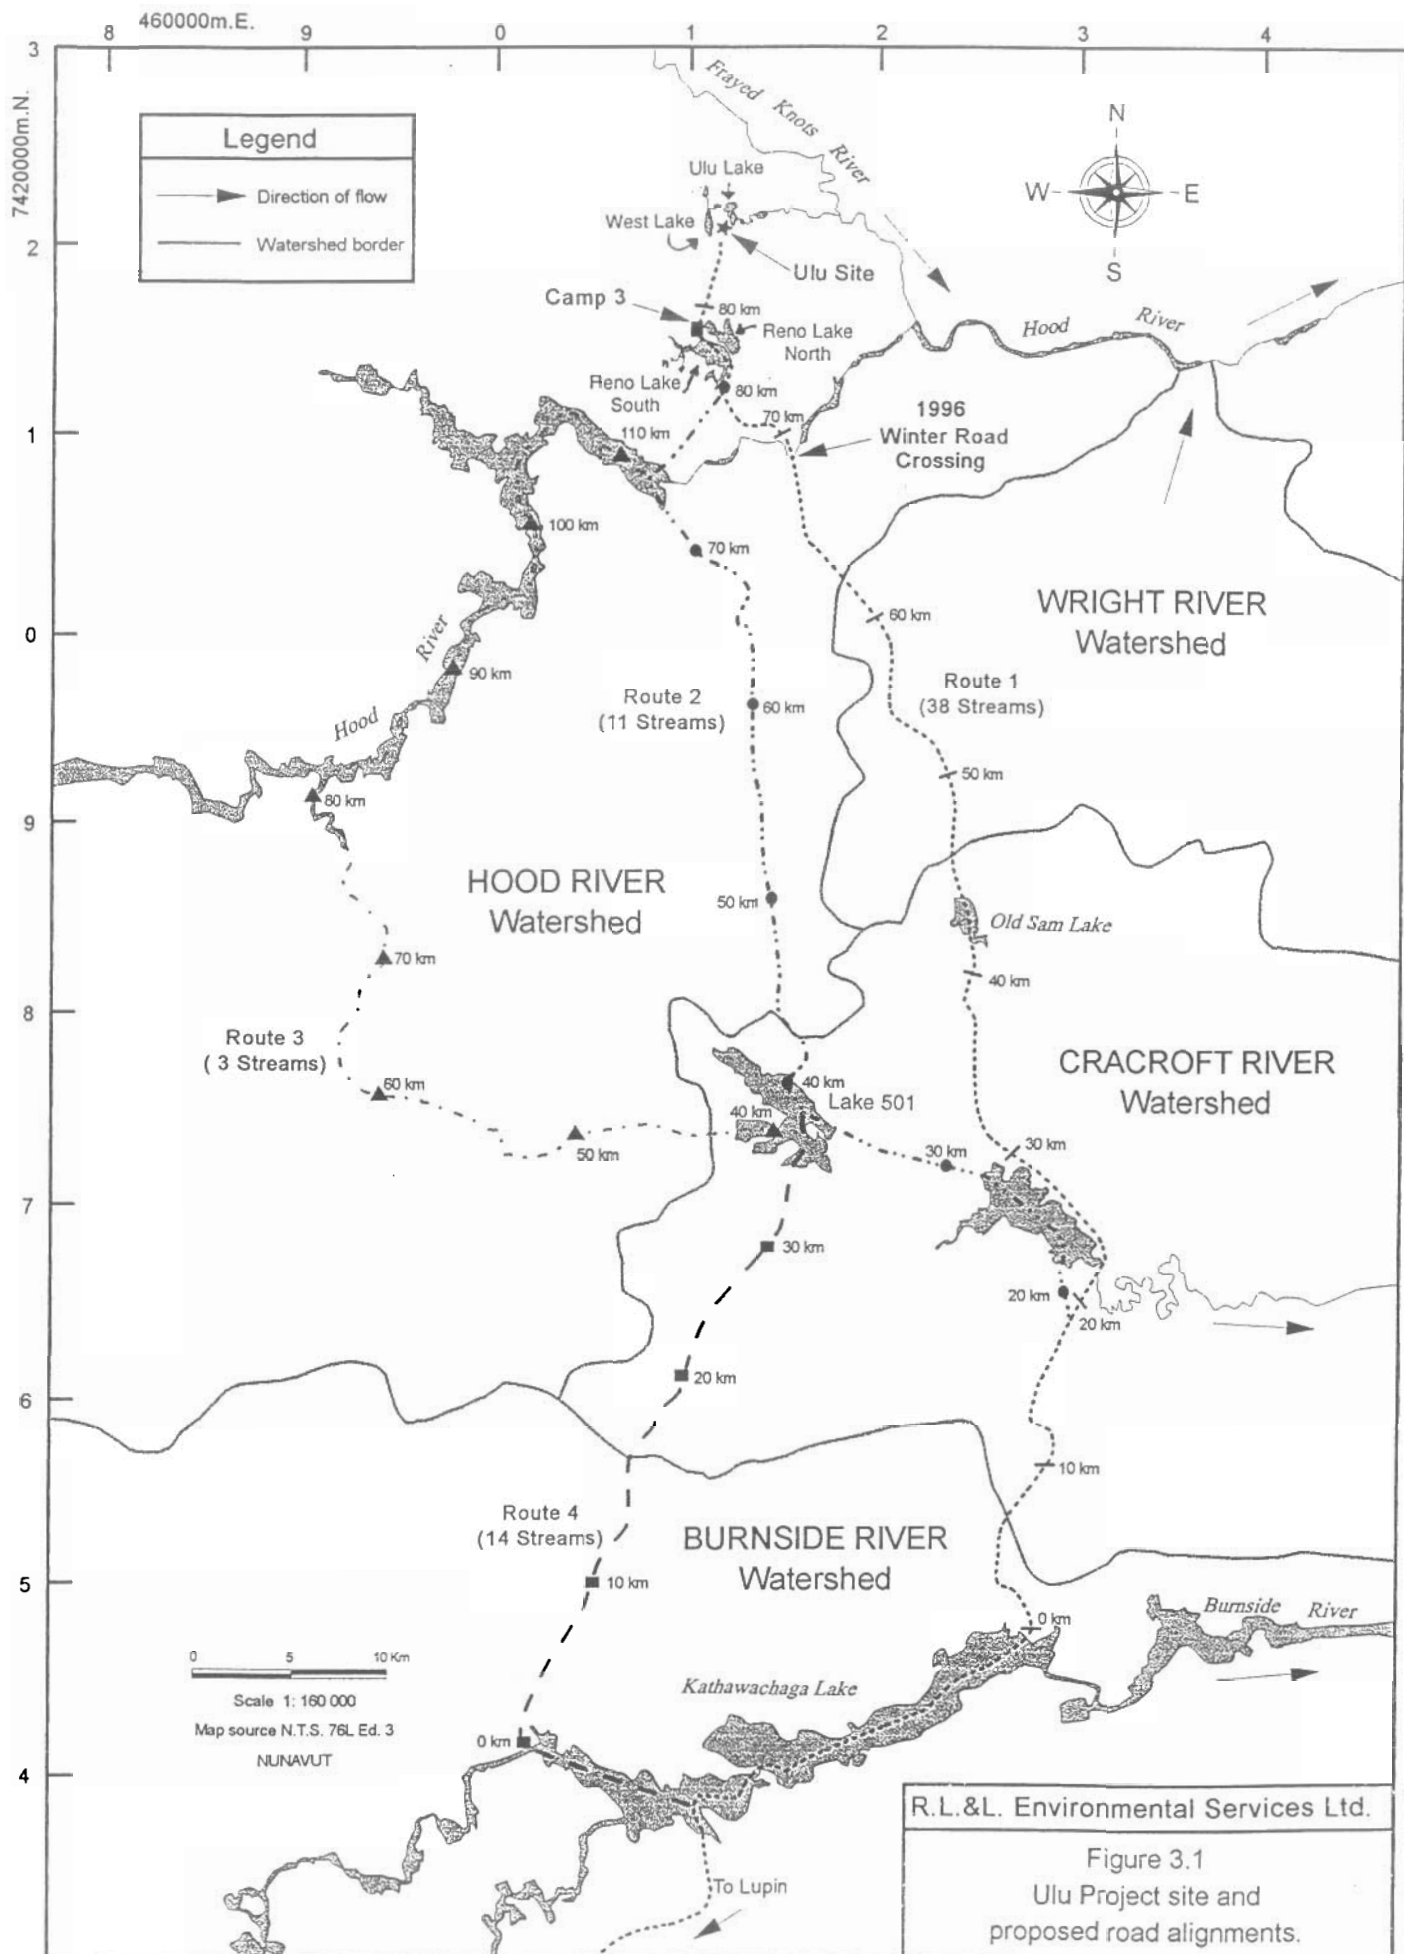 460000m.E.
8 9 0 1 2 3 4
3
7420000m.N.
2
1
0
9
8
7
6
5
4
Legend
Direction of flow
Watershed border
Frayed Knots River
N
W E
S
Ulu Lake
West Lake
Ulu Site
Camp 3
80 km
Reno Lake
North
Reno Lake
South
80 km
Hood River
70 km
1996
Winter Road
Crossing
110 km
100 km
70 km
WRIGHT RIVER
Watershed
60 km
River
Hood
90 km
Route 2
(11 Streams)
60 km
Route 1
(38 Streams)
50 km
80 km
HOOD RIVER
Watershed
50 km
Old Sam Lake
40 km
70 km
Route 3
( 3 Streams)
60 km
50 km
40 km
Lake 501
40 km
CRACROFT RIVER
Watershed
30 km
30 km
30 km
20 km
20 km
20 km
10 km
Route 4
(14 Streams)
BURNSIDE RIVER
Watershed
10 km
0 km
Burnside River
Kathawachaga Lake
0 5 10 Km
Scale 1: 160 000
Map source N.T.S. 76L Ed. 3
NUNAVUT
0 km
To Lupin
R.L.&L. Environmental Services Ltd.
Figure 3.1
Ulu Project site and
proposed road alignments.